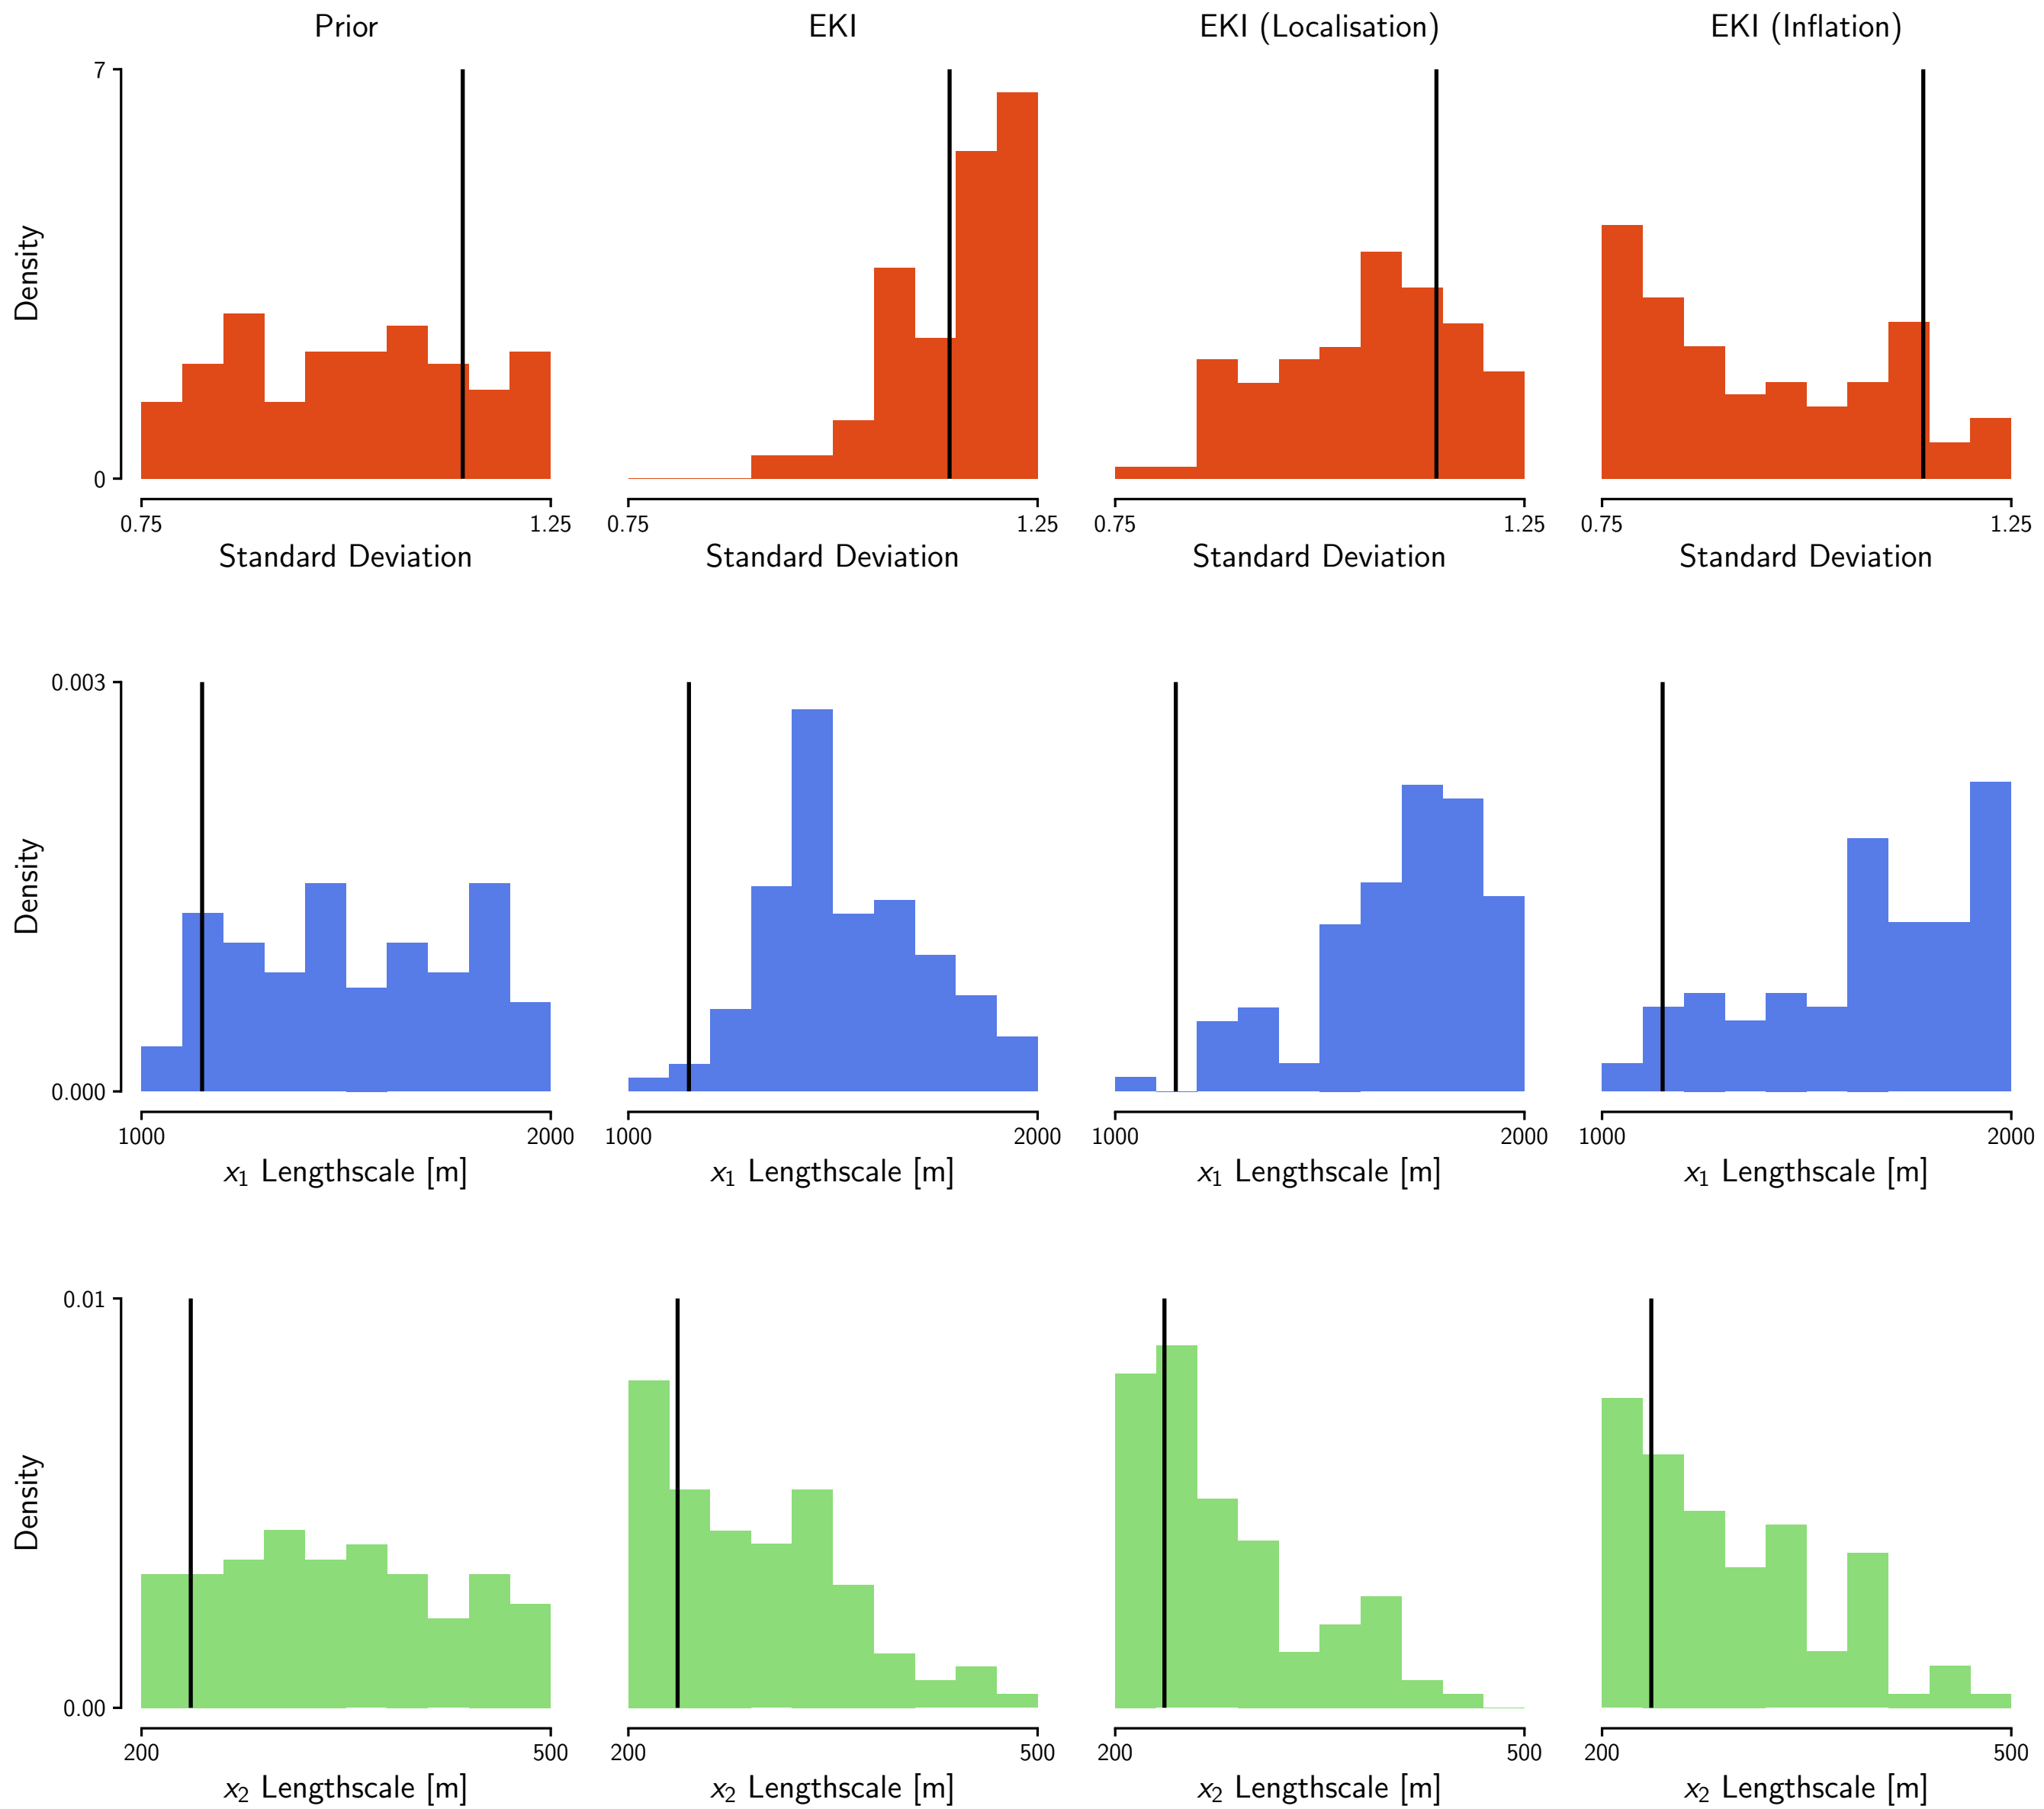 Prior EKI EKI (Localisation) EKI (Inflation)
7
Density
0
0.75 1.25 0.75 1.25 0.75 1.25 0.75 1.25
Standard Deviation Standard Deviation Standard Deviation Standard Deviation
0.003
Density
0.000
1000 2000 1000 2000 1000 2000 1000 2000
x₁ Lengthscale [m] x₁ Lengthscale [m] x₁ Lengthscale [m] x₁ Lengthscale [m]
0.01
Density
0.00
200 500 200 500 200 500 200 500
x₂ Lengthscale [m] x₂ Lengthscale [m] x₂ Lengthscale [m] x₂ Lengthscale [m]